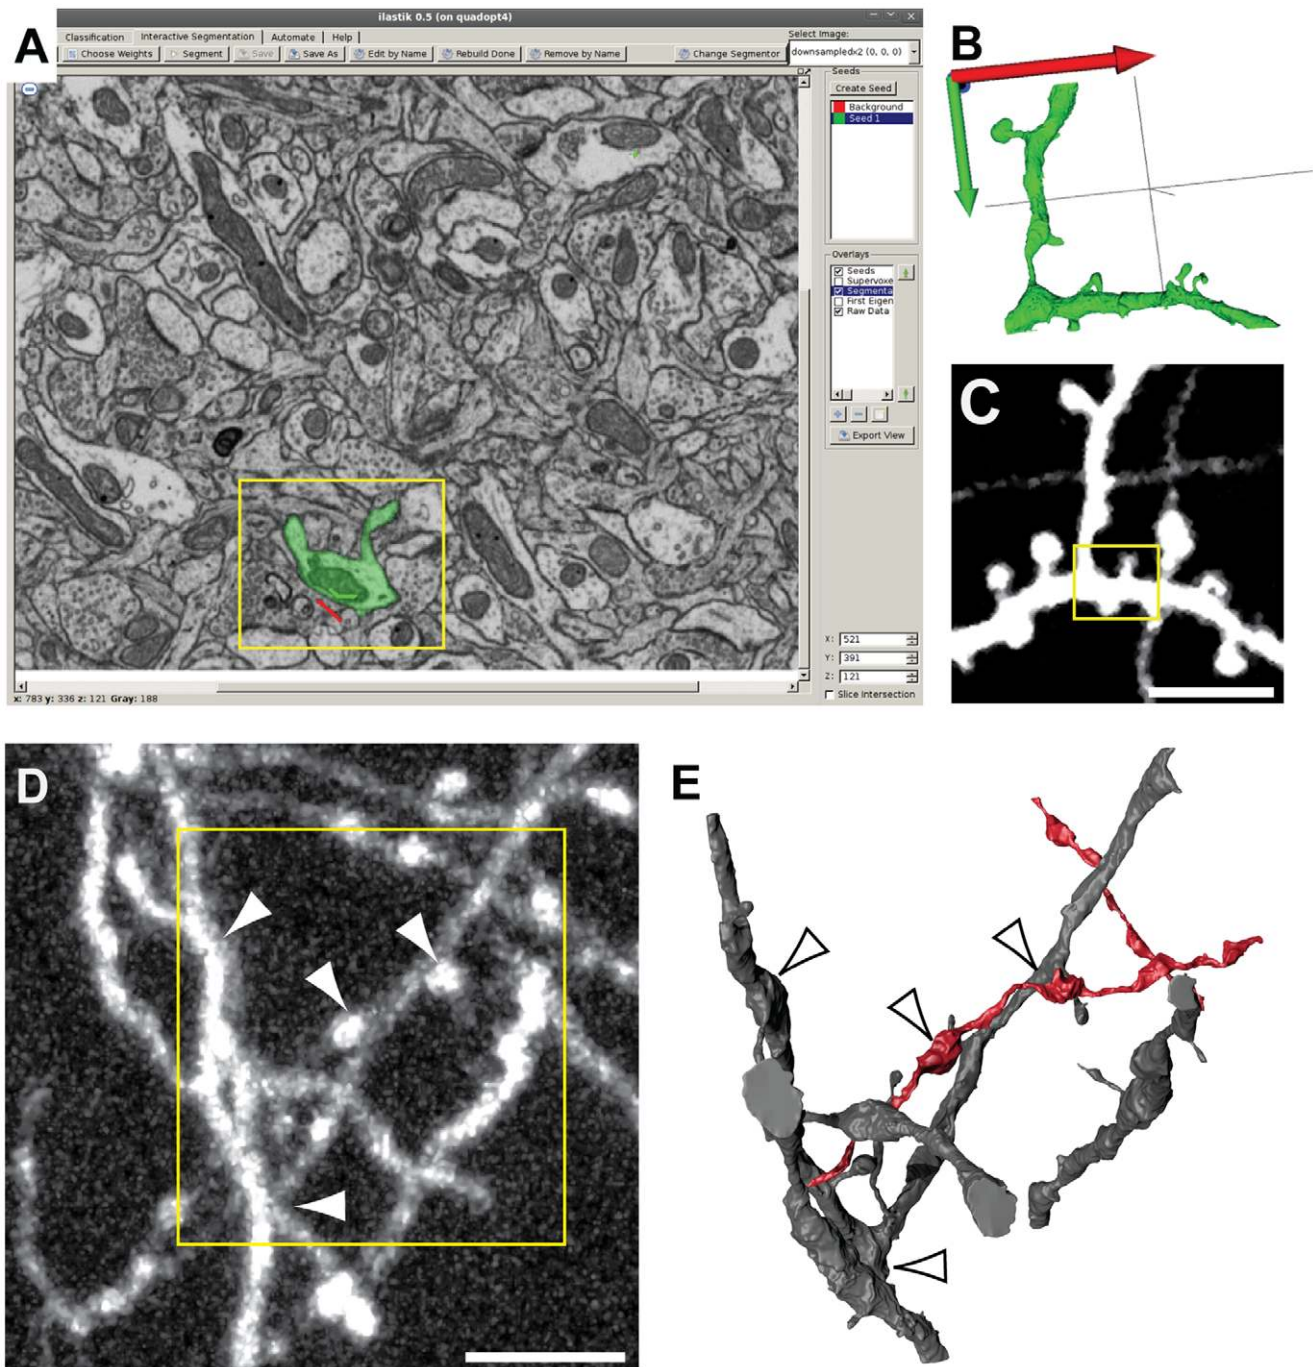 A
ilastik 0.5 (on quadopt4)
Classification Interactive Segmentation Automate Help
Choose Weights Segment Save Save As Edit by Name Rebuild Done Remove by Name Change Segmentor
Select Image:
downsampledx2 (0, 0, 0)
Seeds
Create Seed
Background
Seed 1
Overlays
Seeds
Supervoxe
Segmenta
First Eigen
Raw Data
Export View
X: 521
Y: 391
Z: 121
Slice Intersection
x: 783 y: 336 z: 121 Gray: 188
B
C
D
E